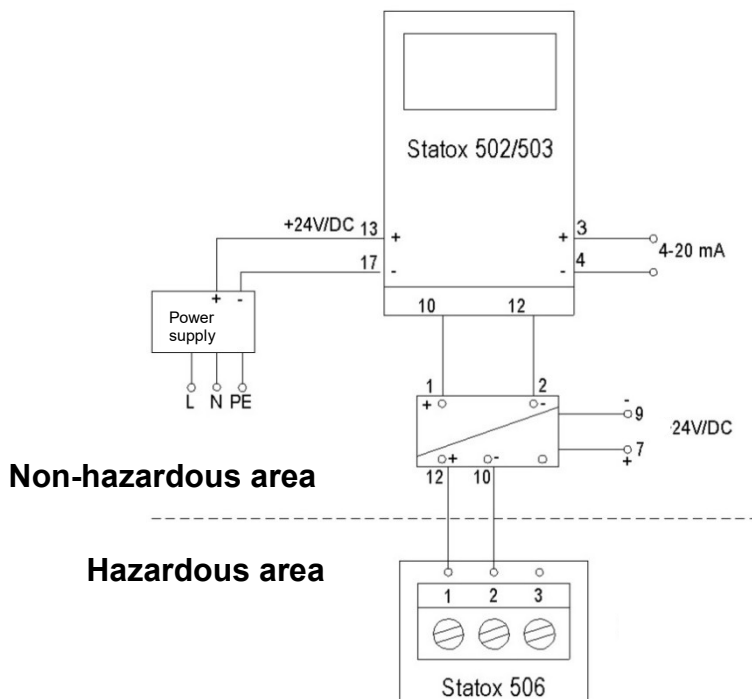 Statox 502/503
+24V/DC 13 + + 3
4-20 mA
17 - - 4
+ -
Power
supply
10 12
L N PE
1 2
+ -
- 9
24V/DC
7
+
+ -
12 10
Non-hazardous area
Hazardous area
1 2 3
Statox 506